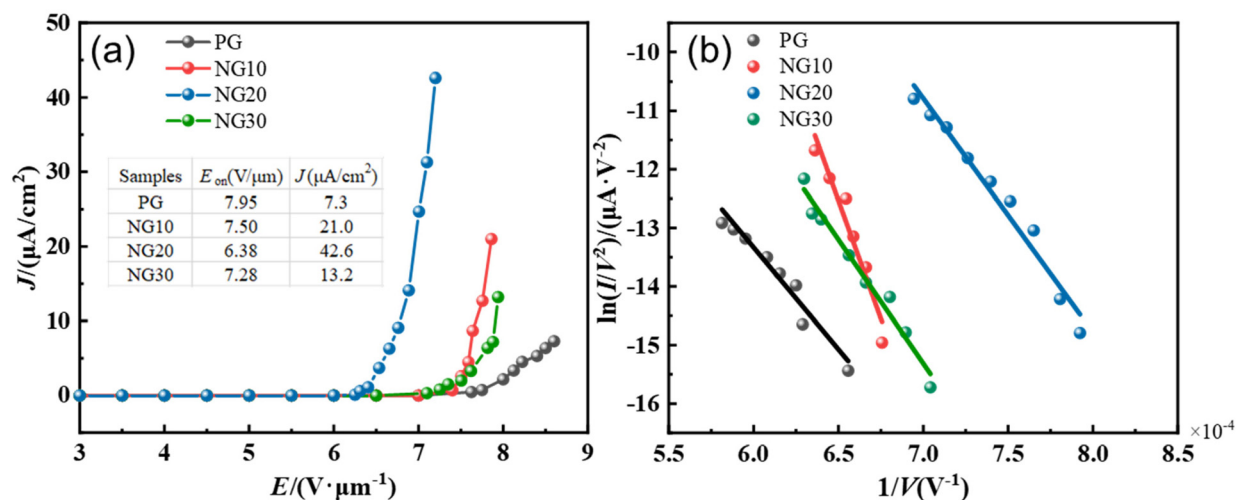 (a)
PG
NG10
NG20
NG30
Samples E on(V/μm) J (μA/cm²)
PG 7.95 7.3
NG10 7.50 21.0
NG20 6.38 42.6
NG30 7.28 13.2
50
40
30
20
10
0
J/(μA/cm²)
3 4 5 6 7 8 9
E/(V·μm⁻¹)
(b)
PG
NG10
NG20
NG30
-10
-11
-12
-13
-14
-15
-16
ln(I/V²)/(μA·V⁻²)
5.5 6.0 6.5 7.0 7.5 8.0 8.5
×10⁻⁴
1/V(V⁻¹)